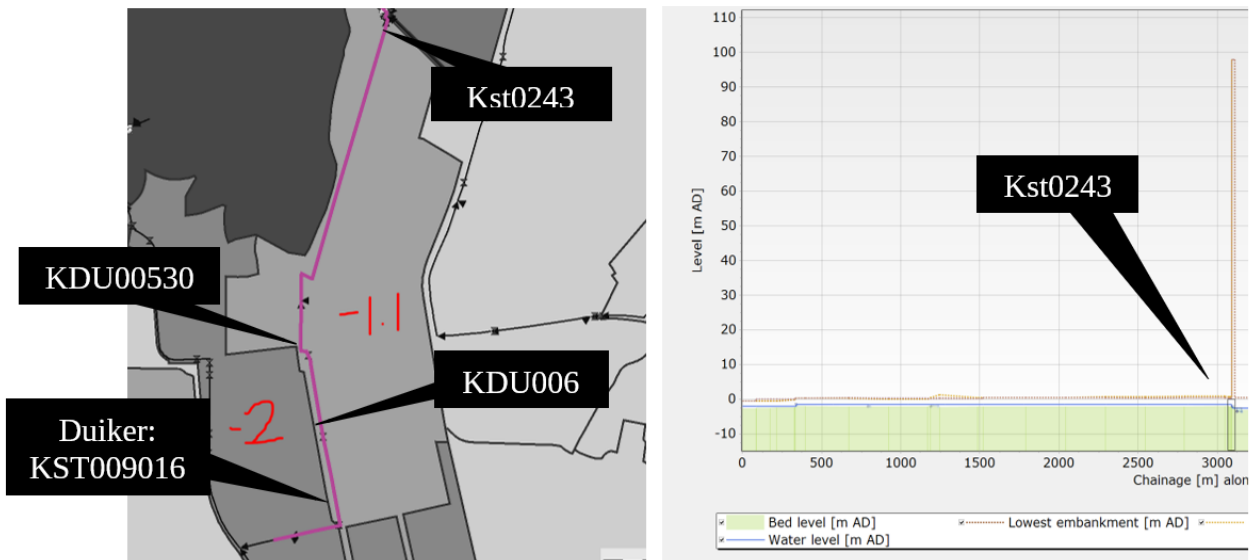 Kst0243
KDU00530
-1.1
KDU006
-2
Duiker:
KST009016
110
100
90
80
70
60
50
40
30
20
10
0
-10
Level [m AD]
Kst0243
0 500 1000 1500 2000 2500 3000
Chainage [m] alon
Bed level [m AD] Lowest embankment [m AD]
Water level [m AD]